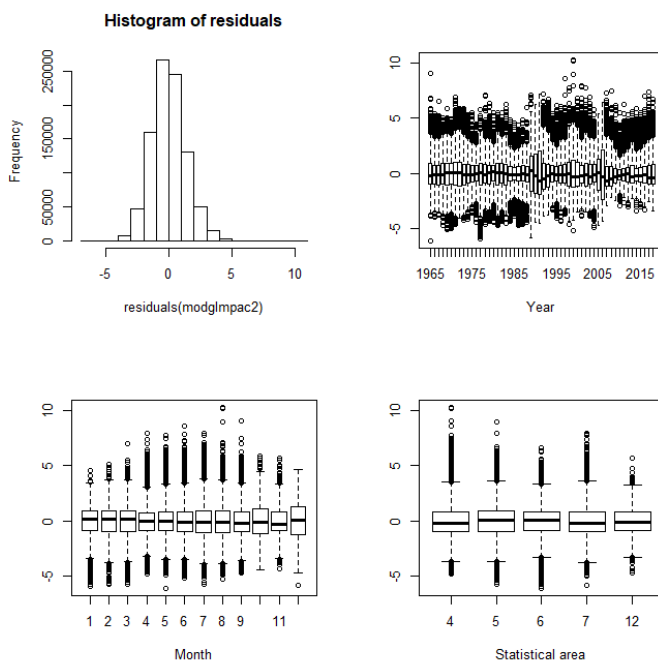 Histogram of residuals
Frequency
0 50000 150000 250000
-5 0 5 10
residuals(modglmpac2)
-5 0 5 10
1965 1975 1985 1995 2005 2015
Year
-5 0 5 10
1 2 3 4 5 6 7 8 9 11
Month
-5 0 5 10
4 5 6 7 12
Statistical area